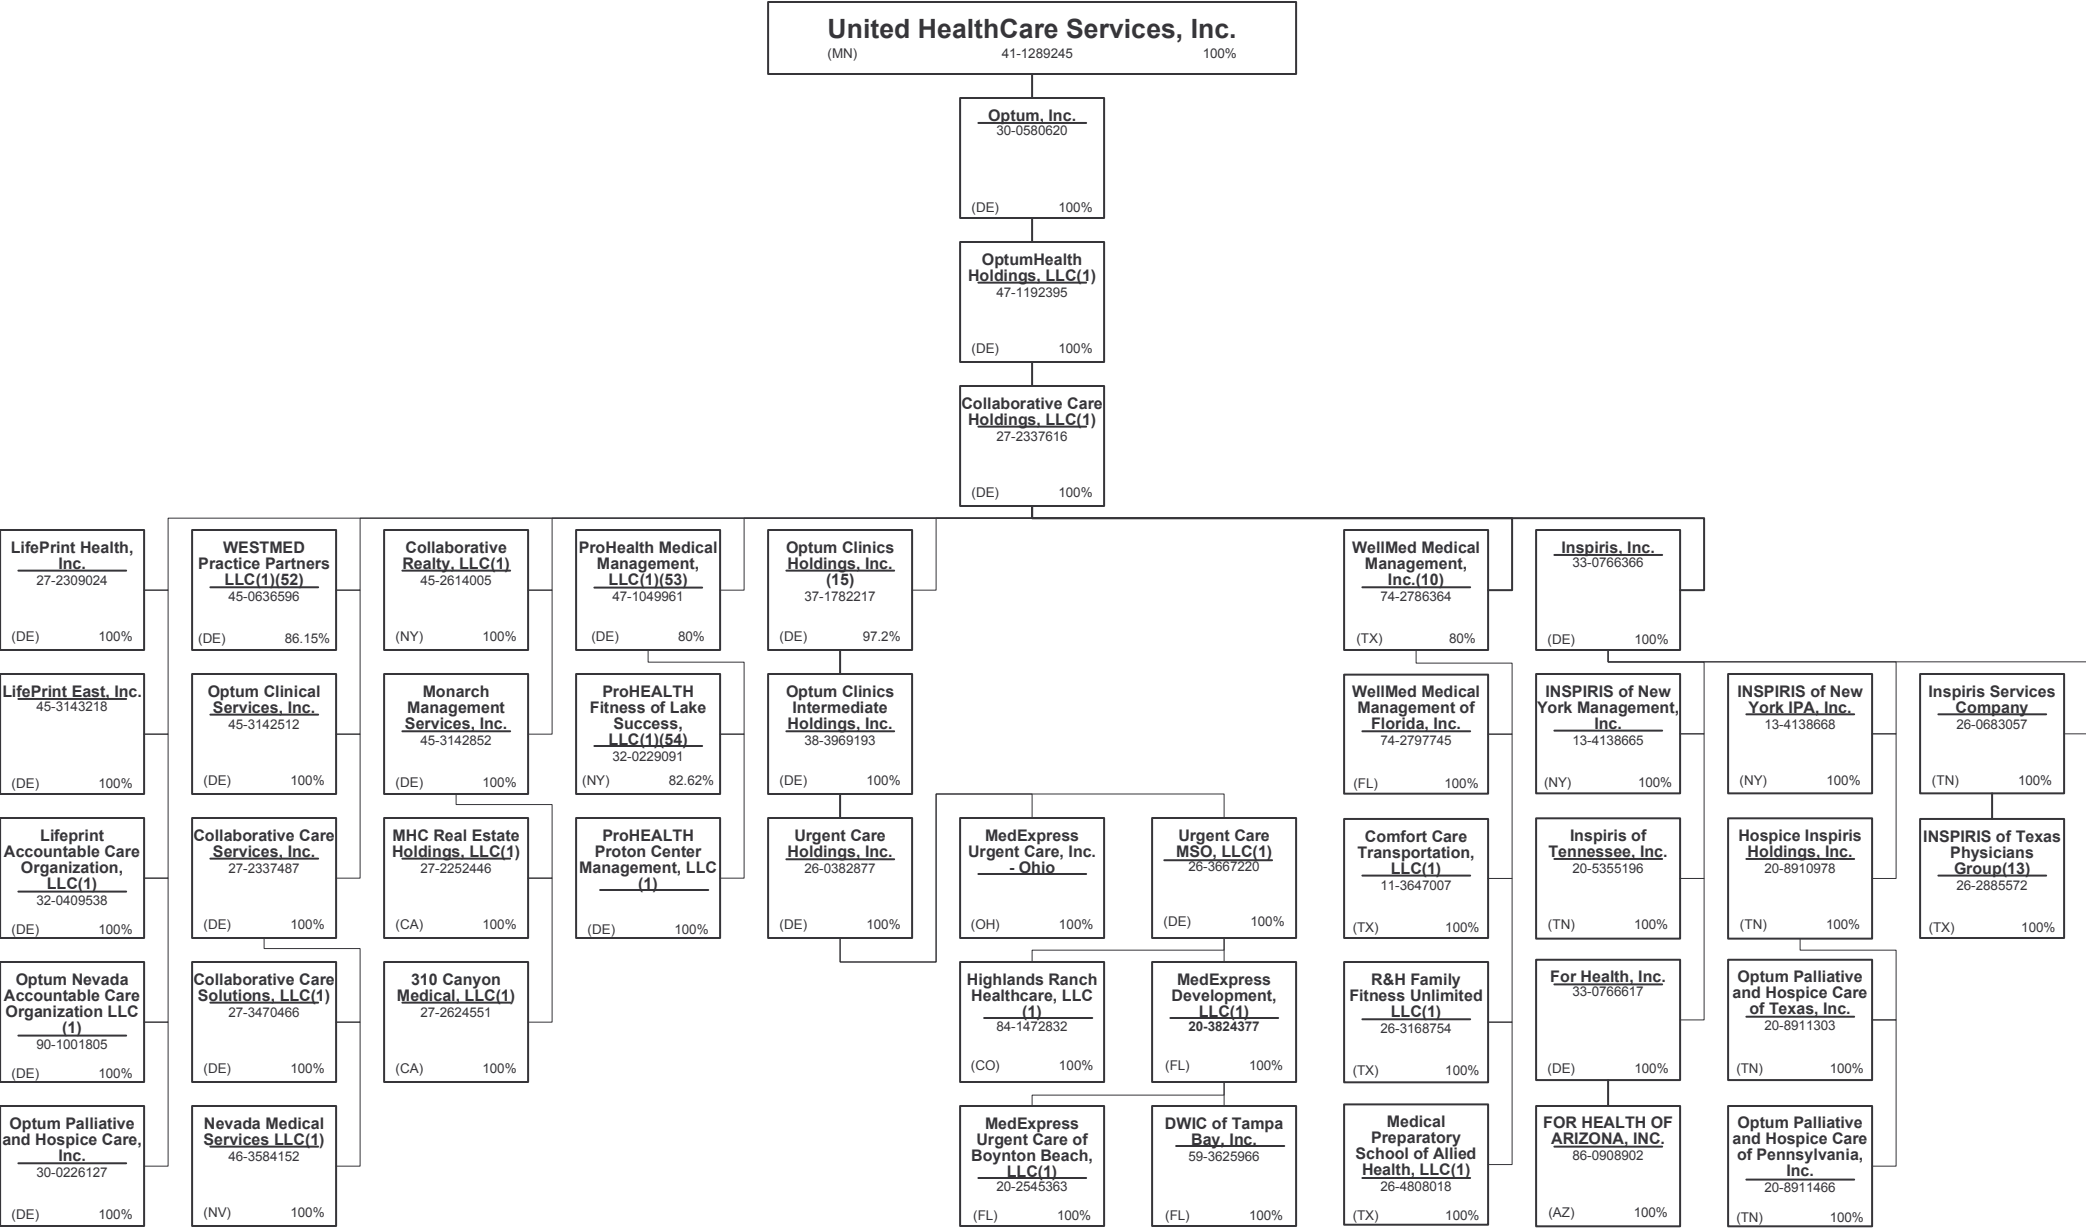 United HealthCare Services, Inc.
(MN) 41-1289245 100%
Optum, Inc.
30-0580620
(DE) 100%
OptumHealth
Holdings, LLC(1)
47-1192395
(DE) 100%
Collaborative Care
Holdings, LLC(1)
27-2337616
(DE) 100%
LifePrint Health,
Inc.
27-2309024
(DE) 100%
WESTMED
Practice Partners
LLC(1)(52)
45-0636596
(DE) 86.15%
Collaborative
Realty, LLC(1)
45-2614005
(NY) 100%
ProHealth Medical
Management,
LLC(1)(53)
47-1049961
(DE) 80%
Optum Clinics
Holdings, Inc.
(15)
37-1782217
(DE) 97.2%
WellMed Medical
Management,
Inc.(10)
74-2786364
(TX) 80%
Inspiris, Inc.
33-0766366
(DE) 100%
LifePrint East, Inc.
45-3143218
(DE) 100%
Optum Clinical
Services, Inc.
45-3142512
(DE) 100%
Monarch
Management
Services, Inc.
45-3142852
(DE) 100%
ProHEALTH
Fitness of Lake
Success,
LLC(1)(54)
32-0229091
(NY) 82.62%
Optum Clinics
Intermediate
Holdings, Inc.
38-3969193
(DE) 100%
WellMed Medical
Management of
Florida, Inc.
74-2797745
(FL) 100%
INSPIRIS of New
York Management,
Inc.
13-4138665
(NY) 100%
INSPIRIS of New
York IPA, Inc.
13-4138668
(NY) 100%
Inspiris Services
Company
26-0683057
(TN) 100%
Lifeprint
Accountable Care
Organization,
LLC(1)
32-0409538
(DE) 100%
Collaborative Care
Services, Inc.
27-2337487
(DE) 100%
MHC Real Estate
Holdings, LLC(1)
27-2252446
(CA) 100%
ProHEALTH
Proton Center
Management, LLC
(1)
(DE) 100%
Urgent Care
Holdings, Inc.
26-0382877
(DE) 100%
MedExpress
Urgent Care, Inc.
- Ohio
(OH) 100%
Urgent Care
MSO, LLC(1)
26-3667220
(DE) 100%
Comfort Care
Transportation,
LLC(1)
11-3647007
(TX) 100%
Inspiris of
Tennessee, Inc.
20-5355196
(TN) 100%
Hospice Inspiris
Holdings, Inc.
20-8910978
(TN) 100%
INSPIRIS of Texas
Physicians
Group(13)
26-2885572
(TX) 100%
Optum Nevada
Accountable Care
Organization LLC
(1)
90-1001805
(DE) 100%
Collaborative Care
Solutions, LLC(1)
27-3470466
(DE) 100%
310 Canyon
Medical, LLC(1)
27-2624551
(CA) 100%
Highlands Ranch
Healthcare, LLC
(1)
84-1472832
(CO) 100%
MedExpress
Development,
LLC(1)
20-3824377
(FL) 100%
R&H Family
Fitness Unlimited
LLC(1)
26-3168754
(TX) 100%
For Health, Inc.
33-0766617
(DE) 100%
Optum Palliative
and Hospice Care
of Texas, Inc.
20-8911303
(TN) 100%
Optum Palliative
and Hospice Care,
Inc.
30-0226127
(DE) 100%
Nevada Medical
Services LLC(1)
46-3584152
(NV) 100%
MedExpress
Urgent Care of
Boynton Beach,
LLC(1)
20-2545363
(FL) 100%
DWIC of Tampa
Bay, Inc.
59-3625966
(FL) 100%
Medical
Preparatory
School of Allied
Health, LLC(1)
26-4808018
(TX) 100%
FOR HEALTH OF
ARIZONA, INC.
86-0908902
(AZ) 100%
Optum Palliative
and Hospice Care
of Pennsylvania,
Inc.
20-8911466
(TN) 100%